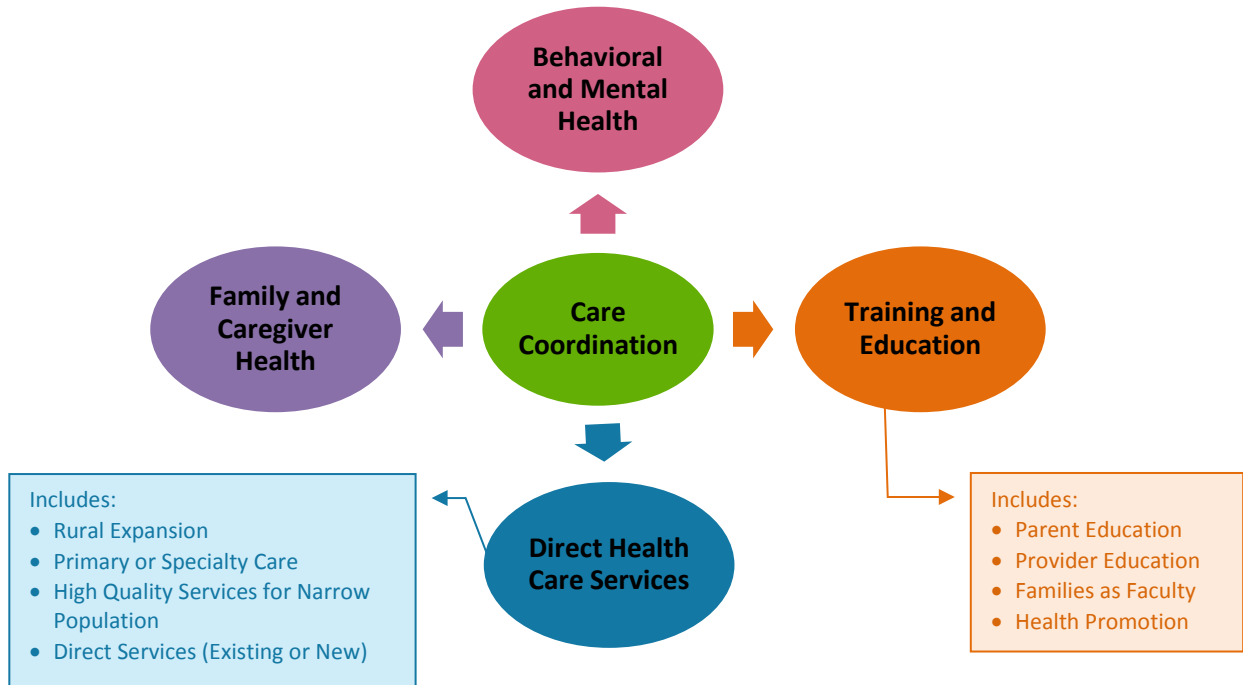 Behavioral
and Mental
Health
Family and
Caregiver
Health
Care
Coordination
Training and
Education
Direct Health
Care Services
Includes:
• Rural Expansion
• Primary or Specialty Care
• High Quality Services for Narrow
Population
• Direct Services (Existing or New)
Includes:
• Parent Education
• Provider Education
• Families as Faculty
• Health Promotion